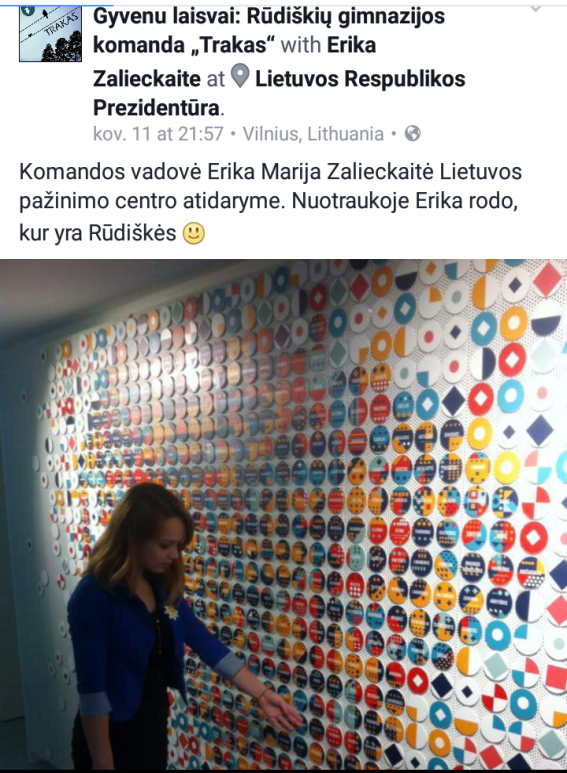 TRAKAS
Gyvenu laisvai: Rūdiškių gimnazijos
komanda „Trakas“ with Erika
Zalieckaite at Lietuvos Respublikos
Prezidentūra.
kov. 11 at 21:57 • Vilnius, Lithuania •
Komandos vadovė Erika Marija Zalieckaitė Lietuvos
pažinimo centro atidaryme. Nuotraukoje Erika rodo,
kur yra Rūdiškės